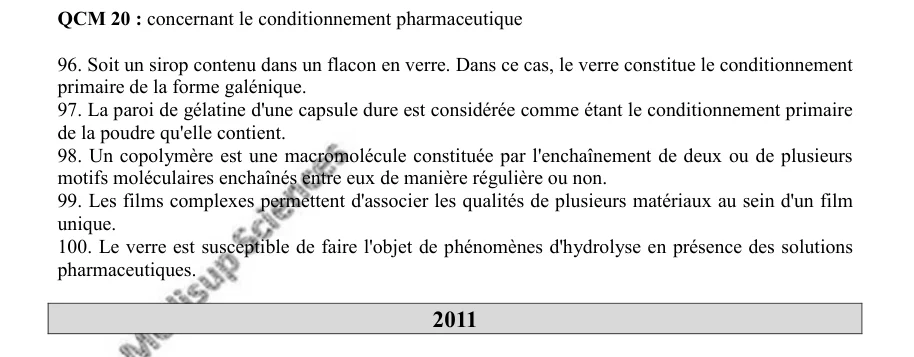 QCM 20 : concernant le conditionnement pharmaceutique
96. Soit un sirop contenu dans un flacon en verre. Dans ce cas, le verre constitue le conditionnement
primaire de la forme galénique.
97. La paroi de gélatine d'une capsule dure est considérée comme étant le conditionnement primaire
de la poudre qu'elle contient.
98. Un copolymère est une macromolécule constituée par l'enchaînement de deux ou de plusieurs
motifs moléculaires enchaînés entre eux de manière régulière ou non.
99. Les films complexes permettent d'associer les qualités de plusieurs matériaux au sein d'un film
unique.
100. Le verre est susceptible de faire l'objet de phénomènes d'hydrolyse en présence des solutions
pharmaceutiques.
Medisup Sciences
2011